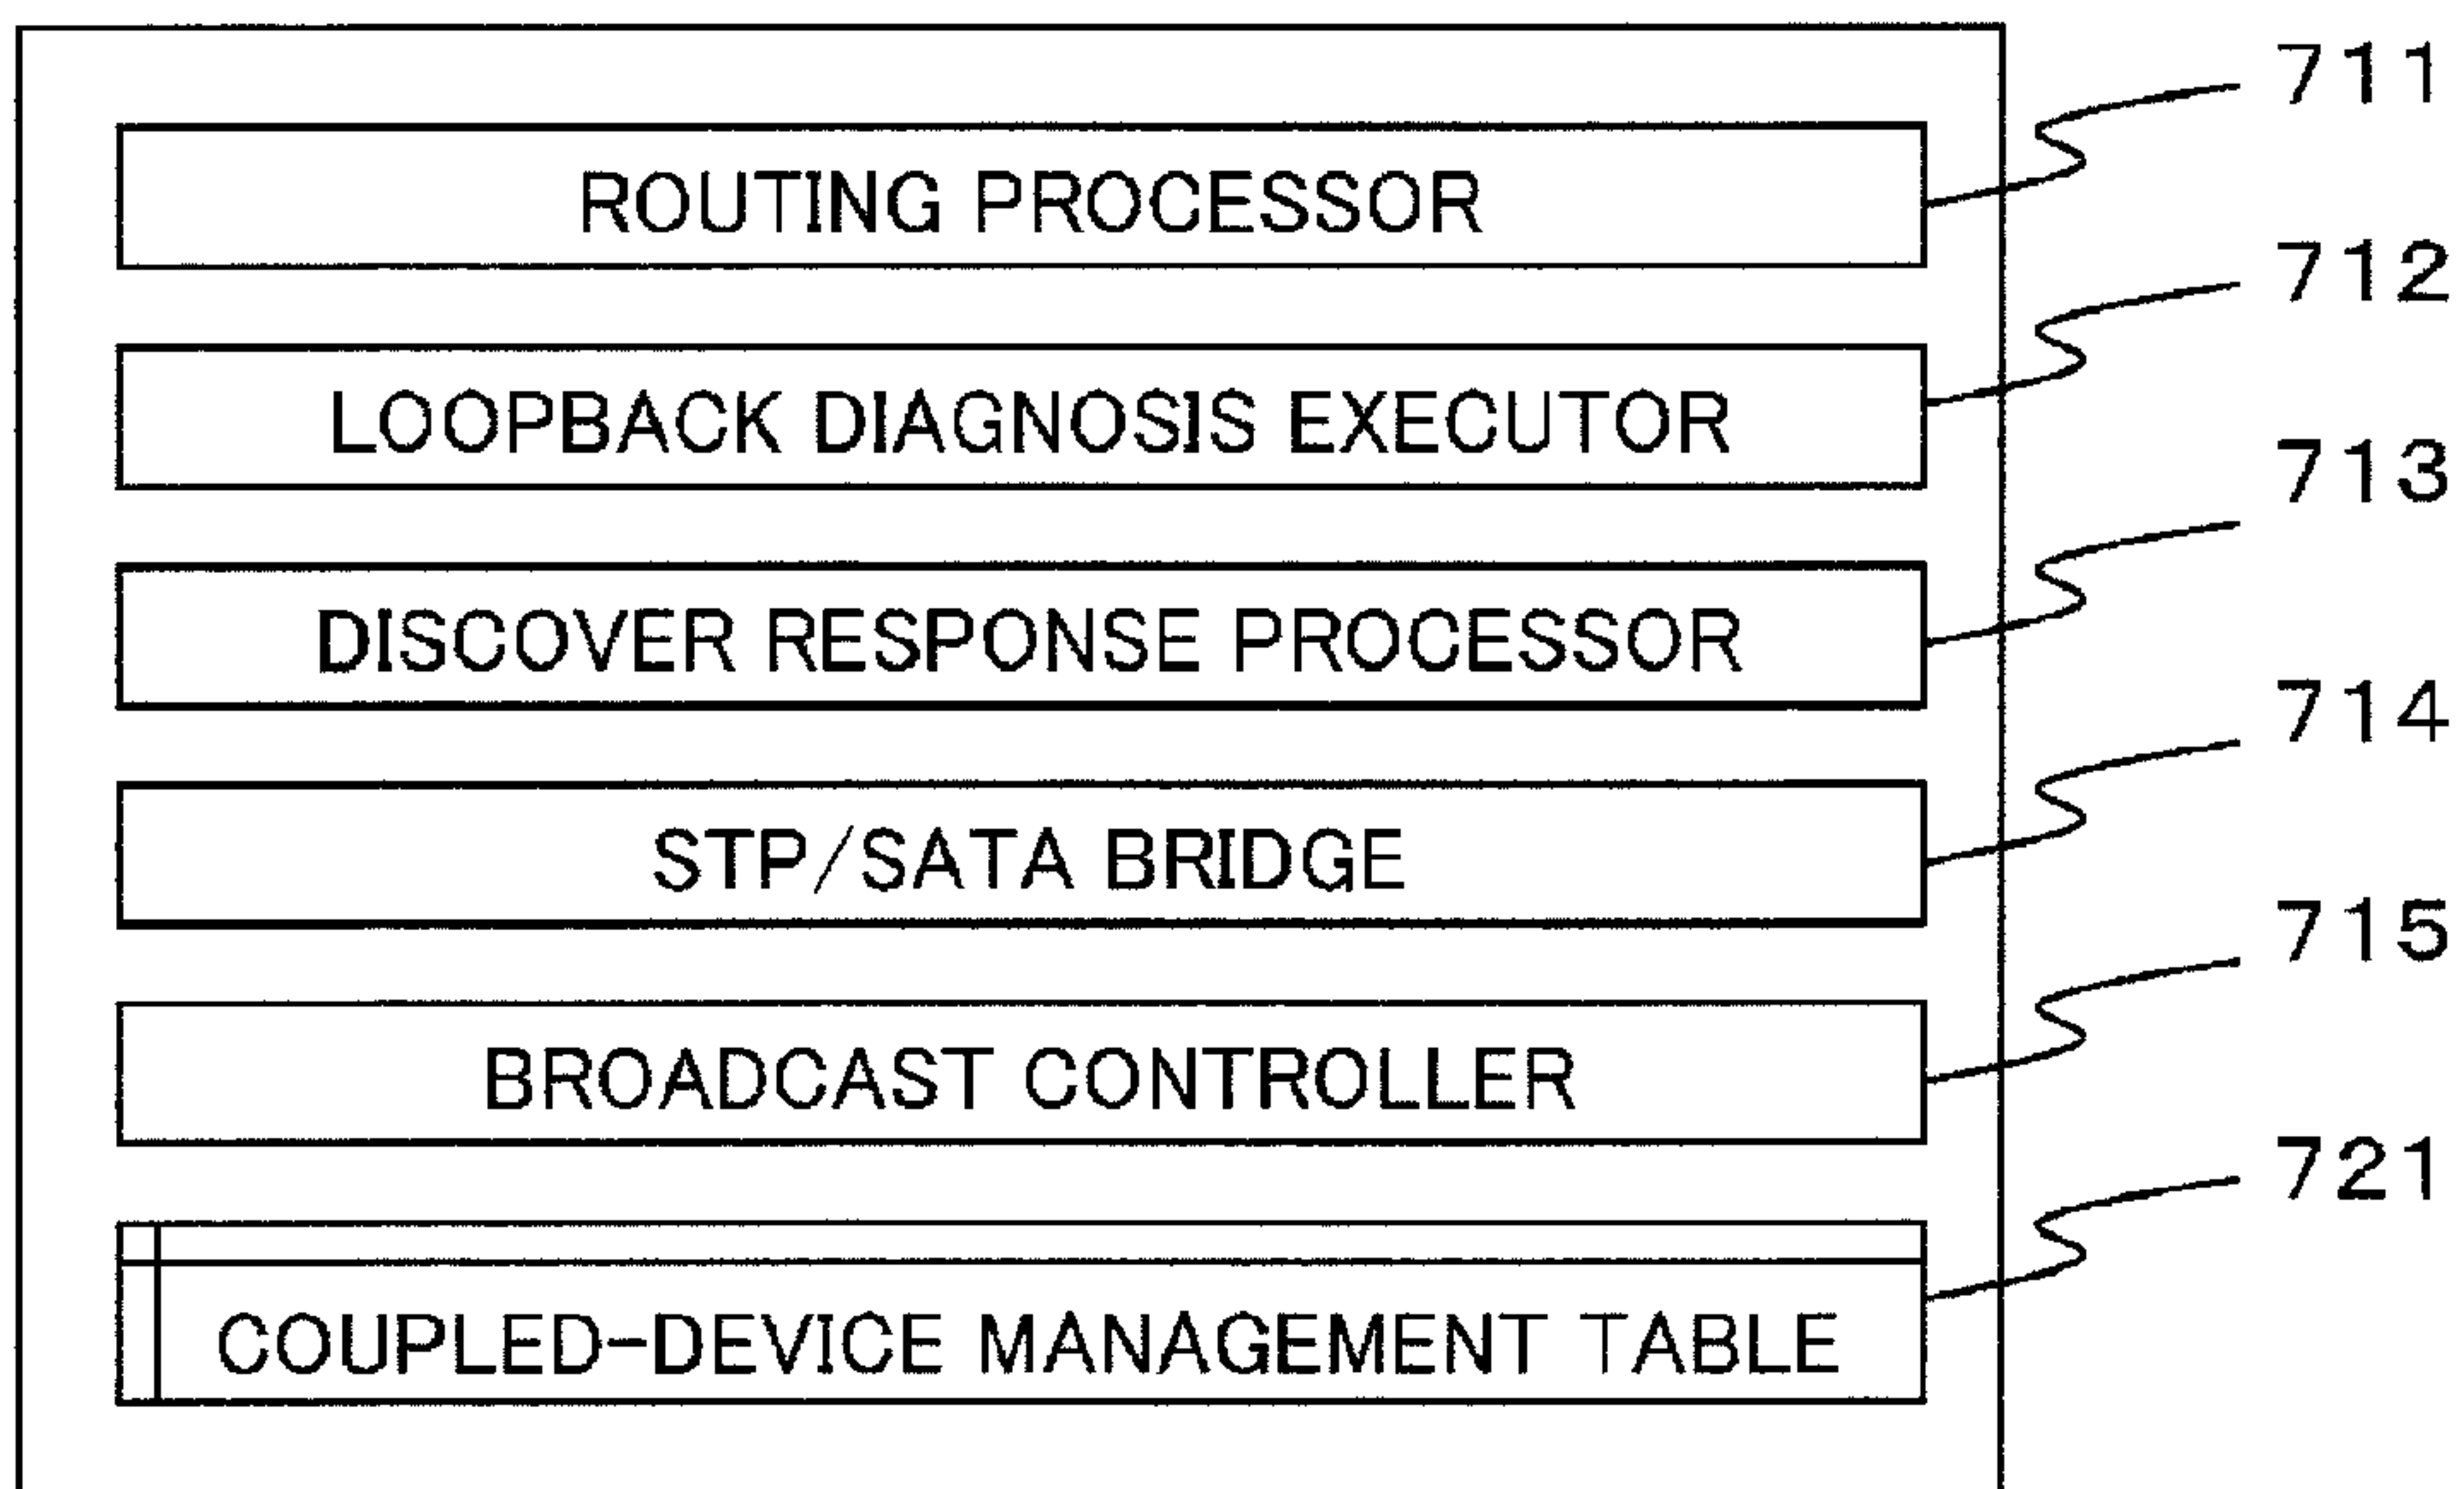 711
ROUTING PROCESSOR
712
LOOPBACK DIAGNOSIS EXECUTOR
713
DISCOVER RESPONSE PROCESSOR
714
STP/SATA BRIDGE
715
BROADCAST CONTROLLER
721
COUPLED-DEVICE MANAGEMENT TABLE